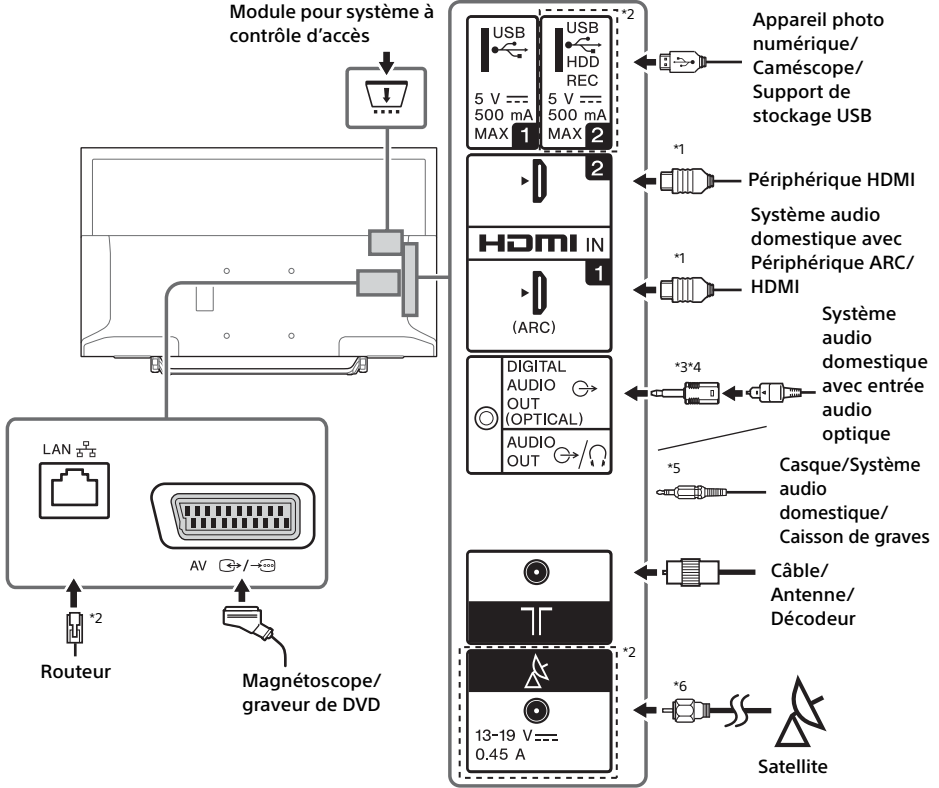 Module pour système à
contrôle d'accès
USB
5 V
500 mA
MAX 1
*2
USB
HDD
REC
5 V
500 mA
MAX 2
Appareil photo
numérique/
Caméscope/
Support de
stockage USB
2
*1
Périphérique HDMI
HDMI IN
1
(ARC)
*1
Système audio
domestique avec
Périphérique ARC/
HDMI
DIGITAL
AUDIO
OUT
(OPTICAL)
*3*4
Système
audio
domestique
avec entrée
audio
optique
AUDIO
OUT
*5
Casque/Système
audio
domestique/
Caisson de graves
LAN
AV
*2
Routeur
Magnétoscope/
graveur de DVD
Câble/
Antenne/
Décodeur
*2
13-19 V
0.45 A
*6
Satellite